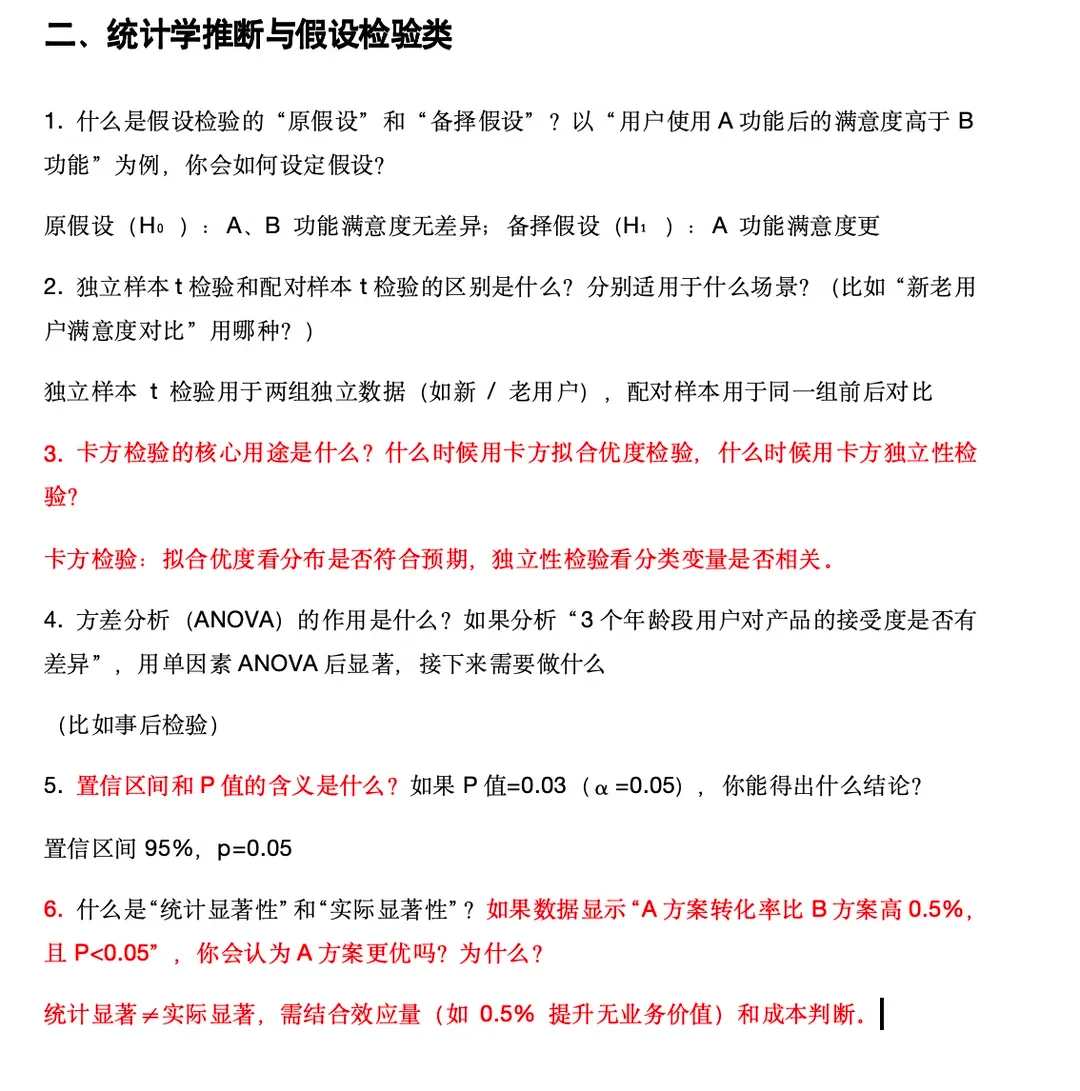 二、统计学推断与假设检验类
1. 什么是假设检验的“原假设”和“备择假设”？以“用户使用 A 功能后的满意度高于 B
功能”为例，你会如何设定假设？
原假设（H₀ ）：A、B 功能满意度无差异；备择假设（H₁ ）：A 功能满意度更
2. 独立样本 t 检验和配对样本 t 检验的区别是什么？分别适用于什么场景？（比如“新老用
户满意度对比”用哪种？）
独立样本 t 检验用于两组独立数据（如新 / 老用户），配对样本用于同一组前后对比
3. 卡方检验的核心用途是什么？什么时候用卡方拟合优度检验，什么时候用卡方独立性检
验？
卡方检验：拟合优度看分布是否符合预期，独立性检验看分类变量是否相关。
4. 方差分析（ANOVA）的作用是什么？如果分析“3 个年龄段用户对产品的接受度是否有
差异”，用单因素 ANOVA 后显著，接下来需要做什么
（比如事后检验）
5. 置信区间和 P 值的含义是什么？如果 P 值=0.03（α=0.05），你能得出什么结论？
置信区间 95%，p=0.05
6. 什么是“统计显著性”和“实际显著性”？如果数据显示“A 方案转化率比 B 方案高 0.5%，
且 P<0.05”，你会认为 A 方案更优吗？为什么？
统计显著≠实际显著，需结合效应量（如 0.5% 提升无业务价值）和成本判断。